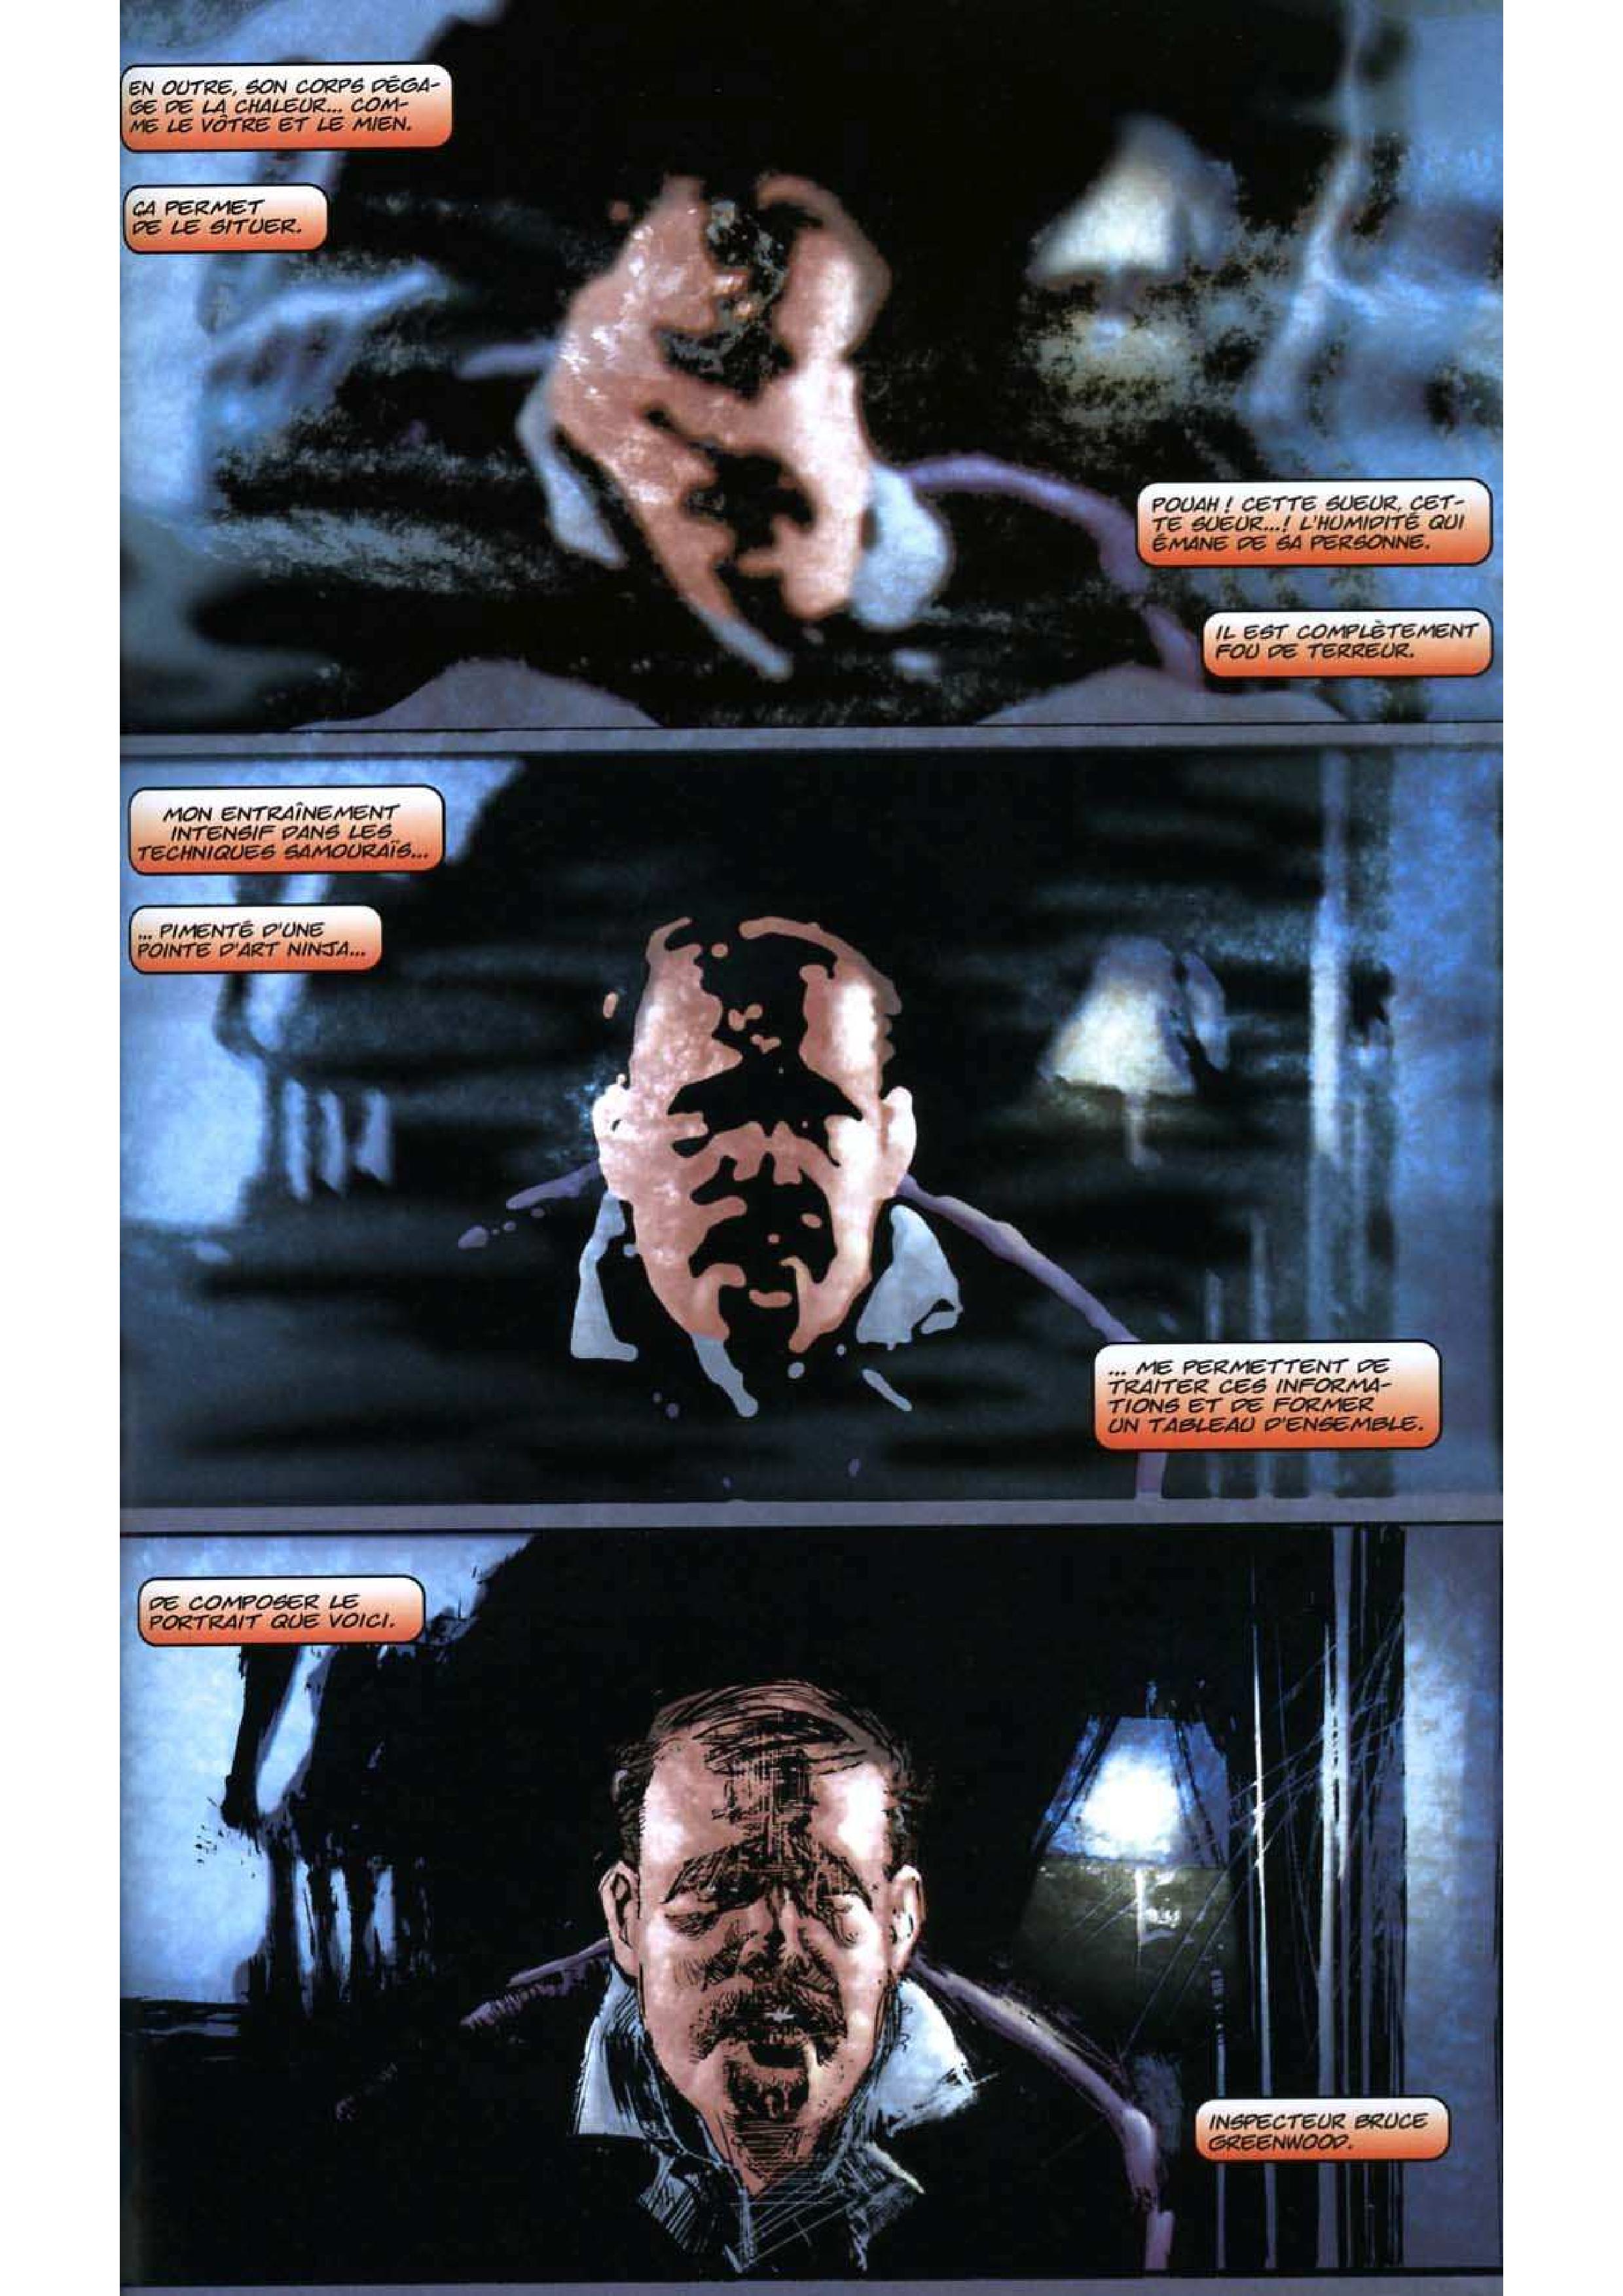 EN OUTRE, SON CORPS DÉGA-
GE DE LA CHALEUR... COM-
ME LE VÔTRE ET LE MIEN.
ÇA PERMET
DE LE SITUER.
POUAH ! CETTE SUEUR, CET-
TE SUEUR...! L'HUMIDITÉ QUI
ÉMANE DE SA PERSONNE.
IL EST COMPLÈTEMENT
FOU DE TERREUR.
MON ENTRAÎNEMENT
INTENSIF DANS LES
TECHNIQUES SAMOURAÏS...
... PIMENTÉ D'UNE
POINTE D'ART NINJA...
... ME PERMETTENT DE
TRAITER CES INFORMA-
TIONS ET DE FORMER
UN TABLEAU D'ENSEMBLE.
DE COMPOSER LE
PORTRAIT QUE VOICI.
INSPECTEUR BRUCE
GREENWOOD.